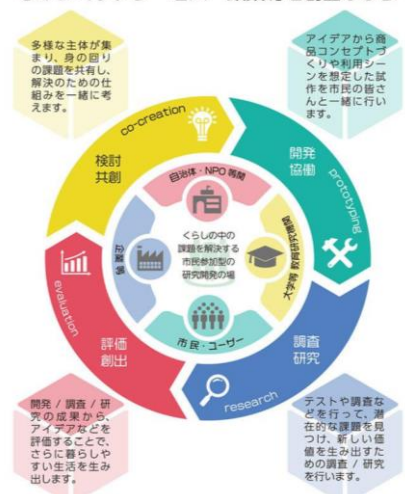 多様な主体が集
まり、身の回り
の課題を共有し、
解決のための仕
組みを一緒に考
えます。
アイデアから商
品コンセプトづ
くりや利用シー
ンを想定した試
作を市民の皆さ
んと一緒に行い
ます。
co-creation
検討
共創
開発
協働
prototyping
自治体・NPO 等間
企業等
大学等 教育研究機関
市民・ユーザー
くらしの中の
課題を解決する
市民参加型の
研究開発の場
evaluation
評価
創出
調査
研究
research
開発 / 調査 / 研
究の成果から、
アイデアなどを
評価することで、
さらに暮らしや
すい生活を生み
出します。
テストや調査な
どを行って、潜
在的な課題を見
つけ、新しい価
値を生み出すた
めの調査 / 研究
を行います。